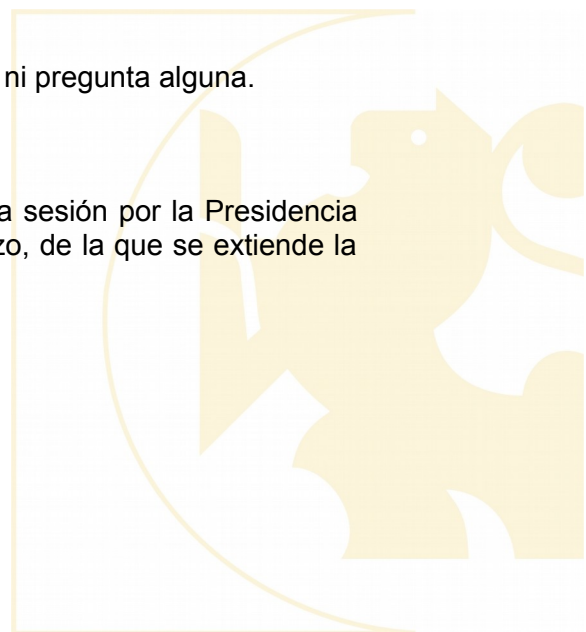 ni pregunta alguna.
a sesión por la Presidencia
zo, de la que se extiende la